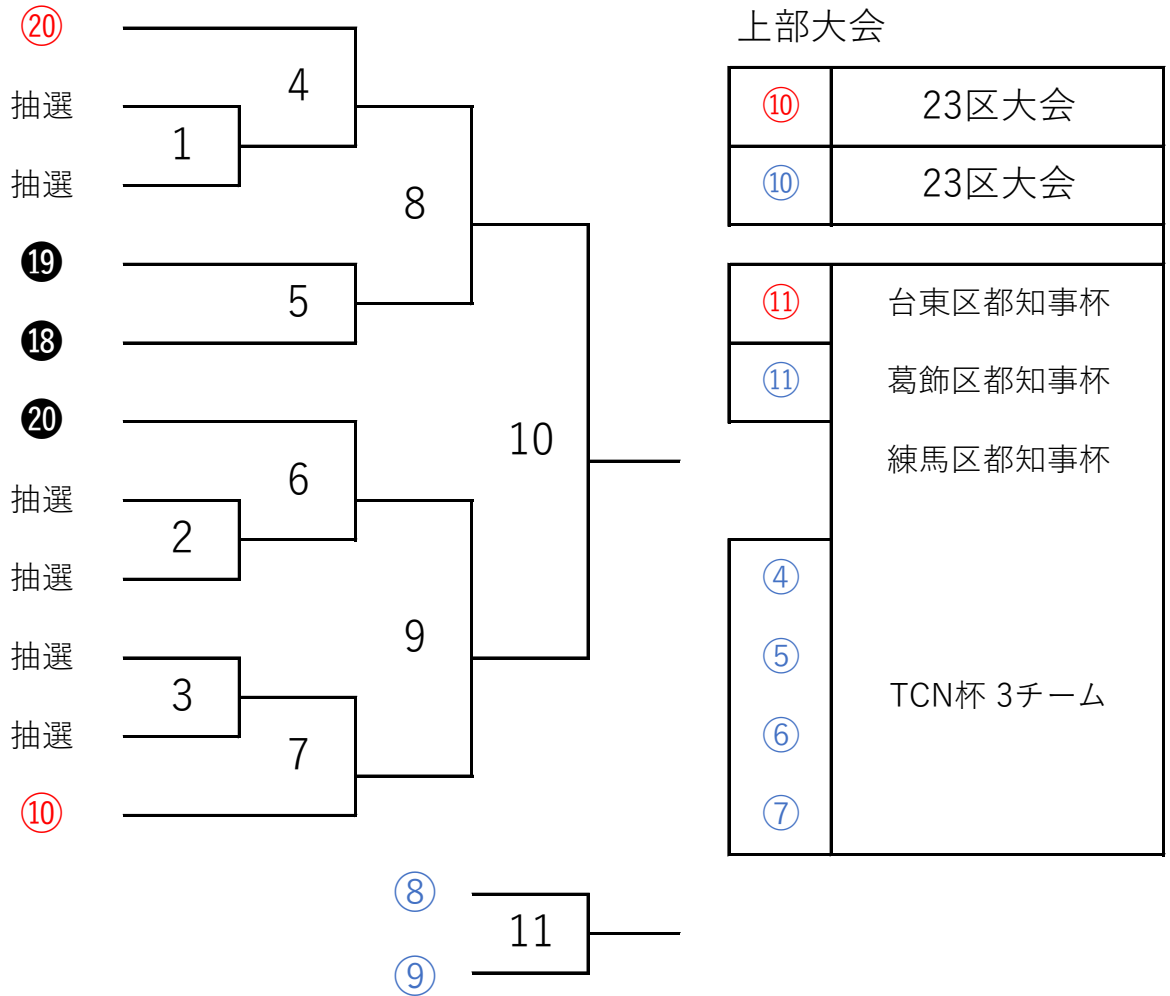 ⑳
抽選
抽選
⓳
⓲
⓴
抽選
抽選
抽選
抽選
⑩
4
1
8
5
10
6
2
9
3
7
⑧
11
⑨
上部大会
⑩ 23区大会
⑩ 23区大会
⑪ 台東区都知事杯
⑪ 葛飾区都知事杯
練馬区都知事杯
④
⑤
TCN杯 3チーム
⑥
⑦